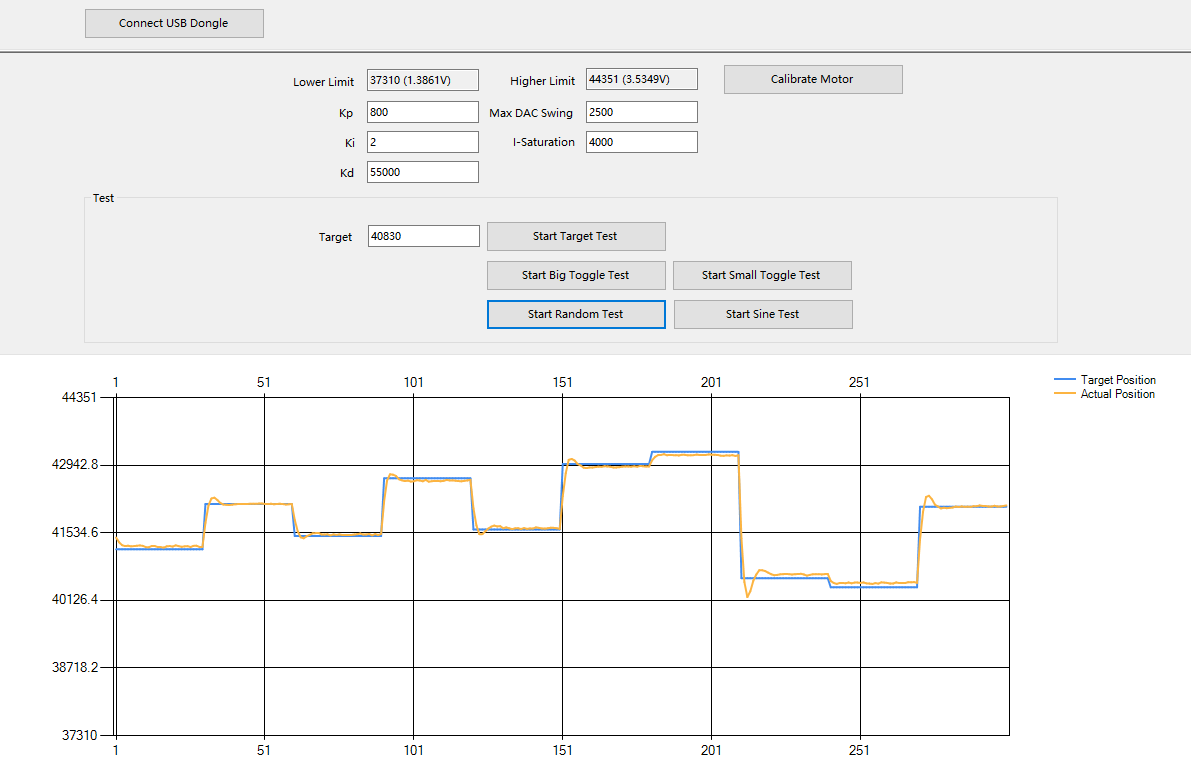 Connect USB Dongle
Lower Limit 37310 (1.3861V) Higher Limit 44351 (3.5349V) Calibrate Motor
Kp 800 Max DAC Swing 2500
Ki 2 I-Saturation 4000
Kd 55000
Test
Target 40830 Start Target Test
Start Big Toggle Test Start Small Toggle Test
Start Random Test Start Sine Test
1 51 101 151 201 251
Target Position
Actual Position
44351
42942.8
41534.6
40126.4
38718.2
37310
1 51 101 151 201 251